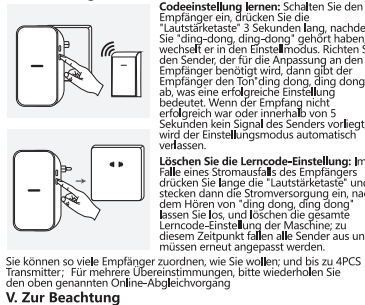 Codeeinstellung lernen: Schalten Sie den
Empfänger ein, drücken Sie die
"Lautstärketaste" 3 Sekunden lang, nachde
Sie "ding-dong, ding-dong" gehört haben,
wechselt er in den Einstellmodus. Richten S
den Sender, der für die Anpassung an den
Empfänger benötigt wird, dann gibt der
Empfänger den Ton"ding dong, ding dong
ab, was eine erfolgreiche Einstellung
bedeutet. Wenn der Empfang nicht
erfolgreich war oder innerhalb von 5
Sekunden kein Signal des Senders vorliegt,
wird der Einstellungsmodus automatisch
verlassen.
Löschen Sie die Lerncode-Einstellung: Im
Falle eines Stromausfalls des Empfängers
drücken Sie lange die "Lautstärketaste" und
stecken dann die Stromversorgung ein, nac
dem Hören von "ding dong, ding dong"
lassen Sie los, und löschen die gesamte
Lerncode-Einstellung der Maschine; zu
diesem Zeitpunkt fallen alle Sender aus un
müssen erneut angepasst werden.
Sie können so viele Empfänger zuordnen, wie Sie wollen; und bis zu 4PCS
Transmitter; Für mehrere Übereinstimmungen, bitte wiederholen Sie
den oben genannten Online-Abgleichvorgang
V. Zur Beachtung